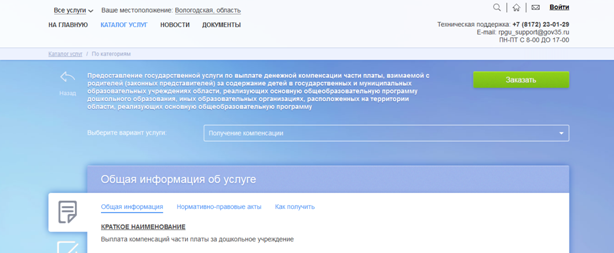 Все услуги Ваше местоположение: Вологодская, область Войти
НА ГЛАВНУЮ КАТАЛОГ УСЛУГ НОВОСТИ ДОКУМЕНТЫ
Техническая поддержка: +7 (8172) 23-01-29
E-mail: rpgu_support@gov35.ru
ПН-ПТ С 8-00 ДО 17-00
Каталог услуг / По категориям
Назад
Предоставление государственной услуги по выплате денежной компенсации части платы, взимаемой с
родителей (законных представителей) за содержание детей в государственных и муниципальных
образовательных учреждениях области, реализующих основную общеобразовательную программу
дошкольного образования, иных образовательных организациях, расположенных на территории
области, реализующих основную общеобразовательную программу
Заказать
Выберите вариант услуги: Получение компенсации
Общая информация об услуге
Общая информация Нормативно-правовые акты Как получить
КРАТКОЕ НАИМЕНОВАНИЕ
Выплата компенсаций части платы за дошкольное учреждение